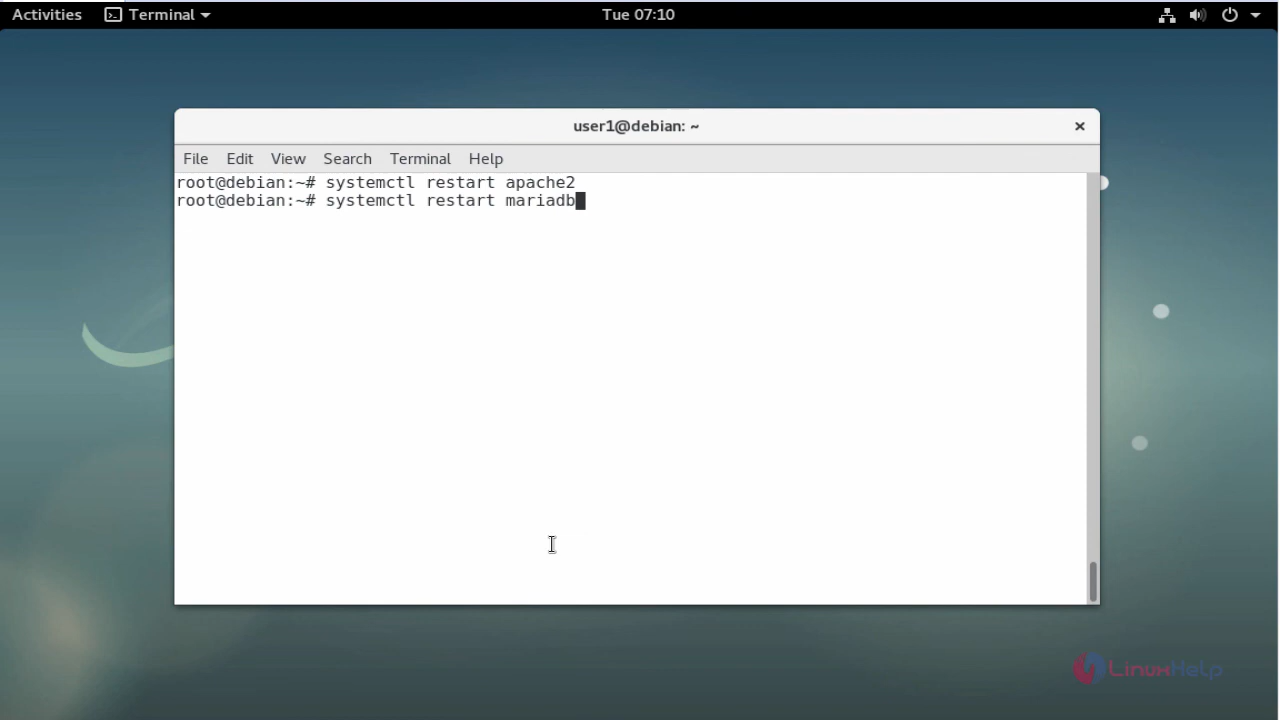 Activities Terminal Tue 07:10
user1@debian: ~
File Edit View Search Terminal Help
root@debian:~# systemctl restart apache2
root@debian:~# systemctl restart mariadb
LinuxHelp